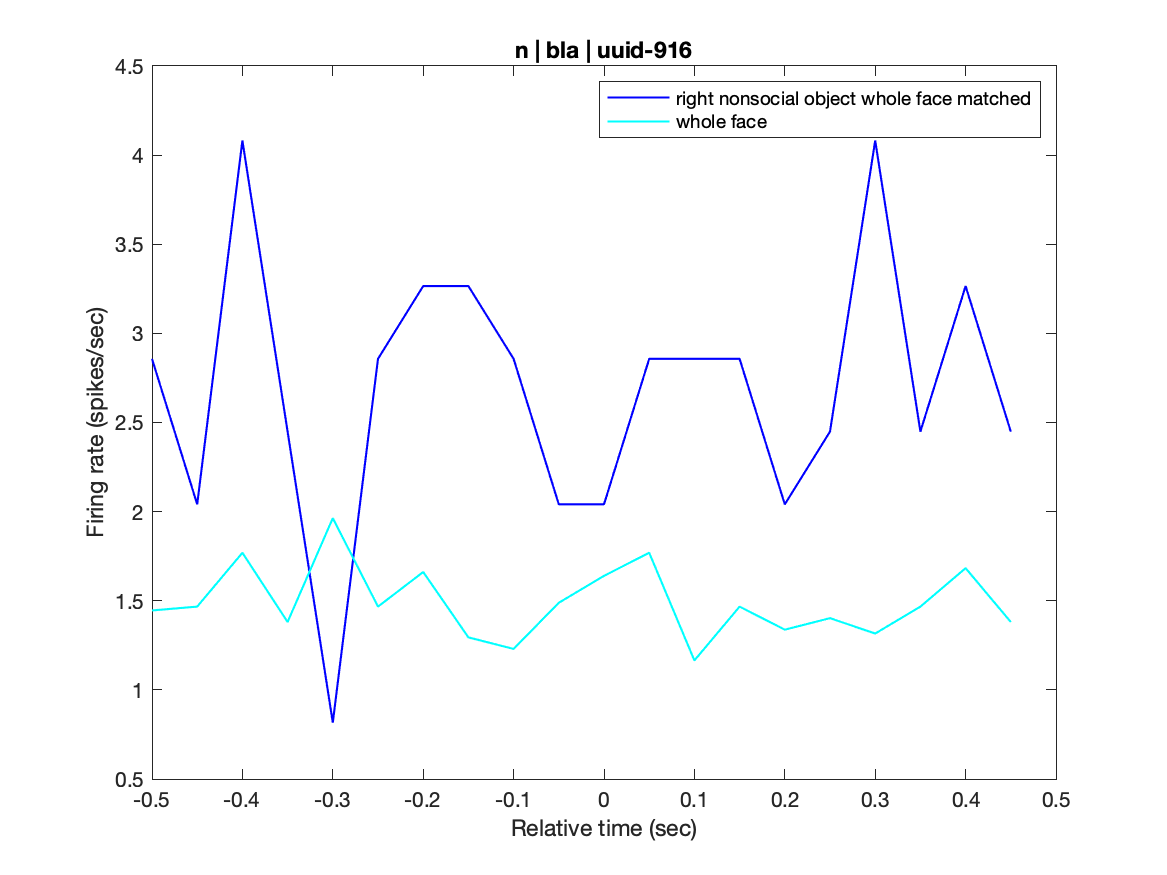 n | bla | uuid-916
right nonsocial object whole face matched
whole face
Firing rate (spikes/sec)
4.5
4
3.5
3
2.5
2
1.5
1
0.5
-0.5 -0.4 -0.3 -0.2 -0.1 0 0.1 0.2 0.3 0.4 0.5
Relative time (sec)